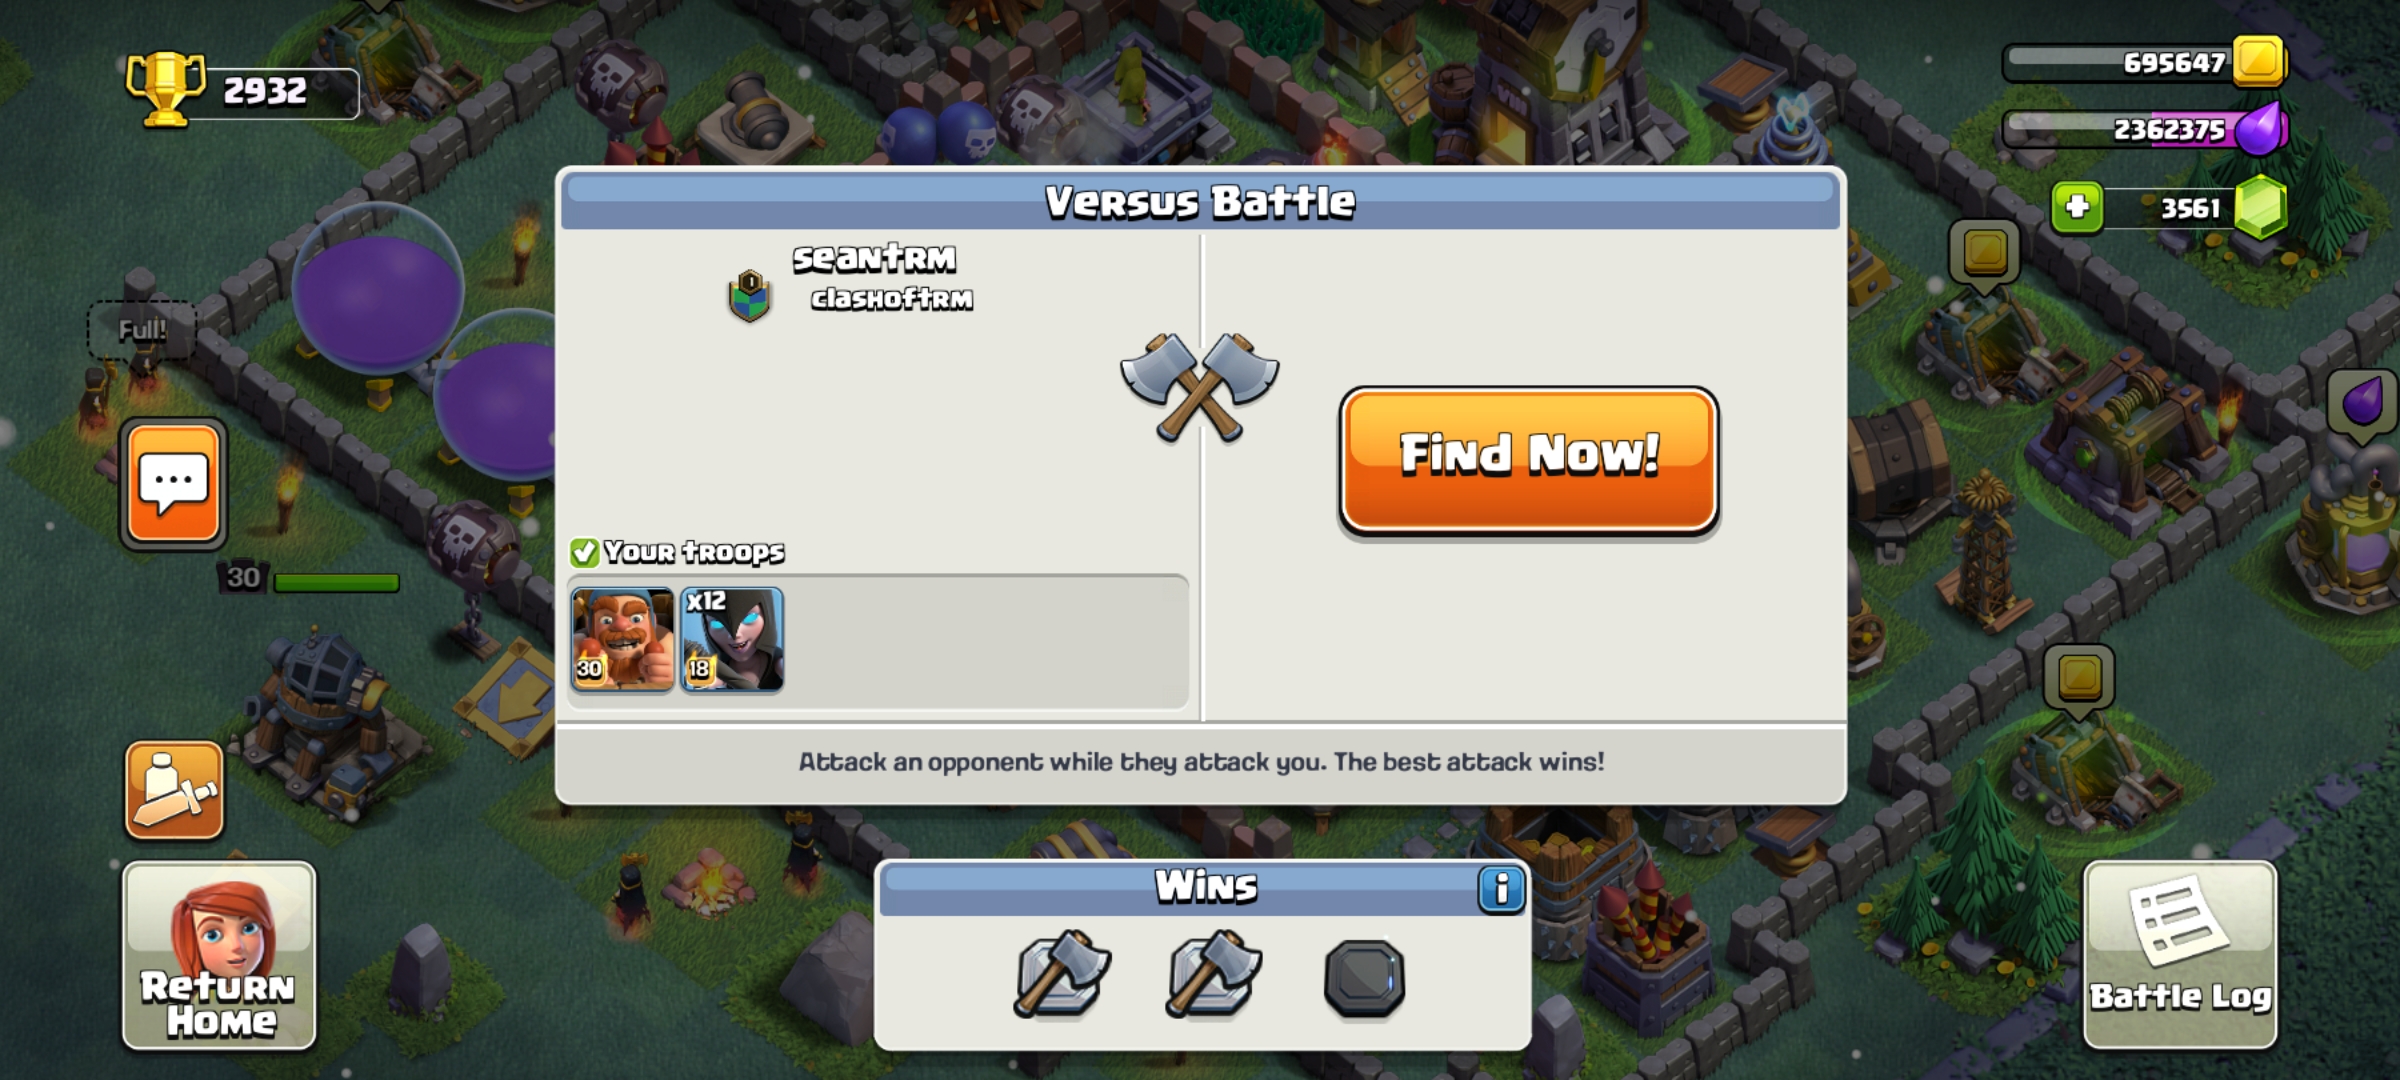 2932
695647
2362375
3561
Versus Battle
seantrm
clashoftrm
Full!
Find Now!
30
Your troops
x12
30
18
Attack an opponent while they attack you. The best attack wins!
Wins
i
Return
Home
Battle Log